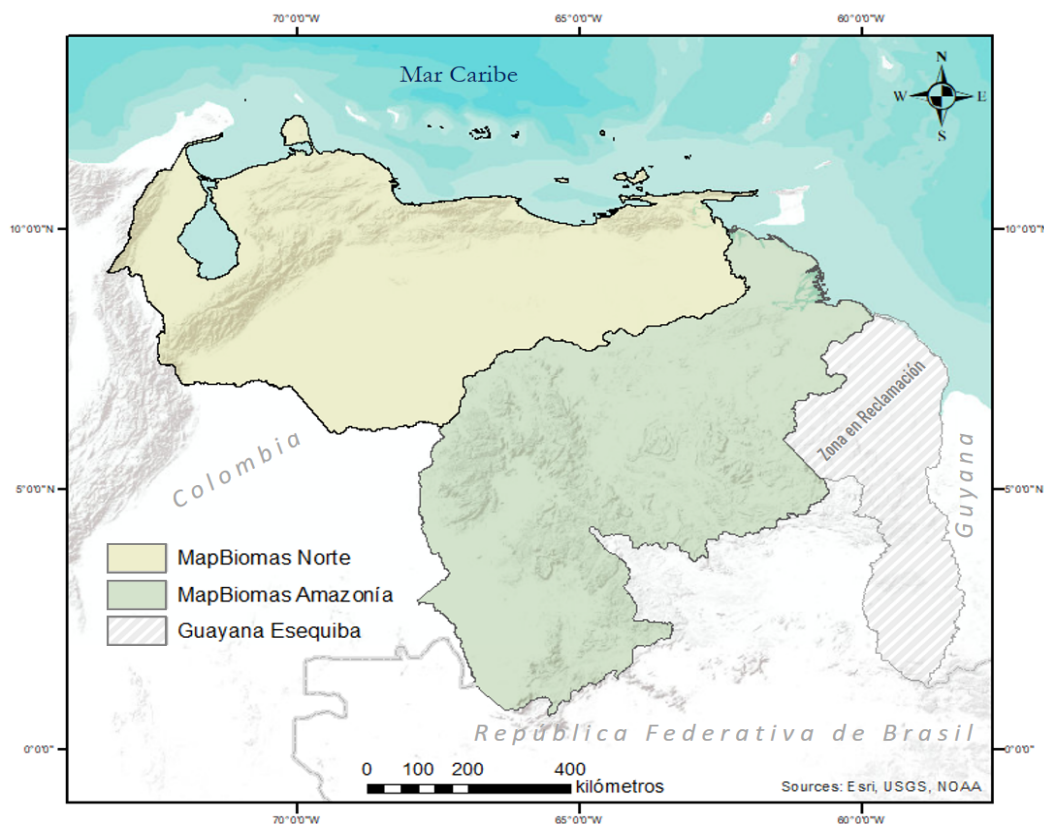 70°0'0"W 65°0'0"W 60°0'0"W
Mar Caribe
N
W E
S
10°0'0"N 10°0'0"N
Zona en Reclamación
Colombia
Guyana
5°0'0"N 5°0'0"N
MapBiomas Norte
MapBiomas Amazonía
Guayana Esequiba
República Federativa de Brasil
0°0'0" 0°0'0"
0 100 200 400
kilómetros
Sources: Esri, USGS, NOAA
70°0'0"W 65°0'0"W 60°0'0"W